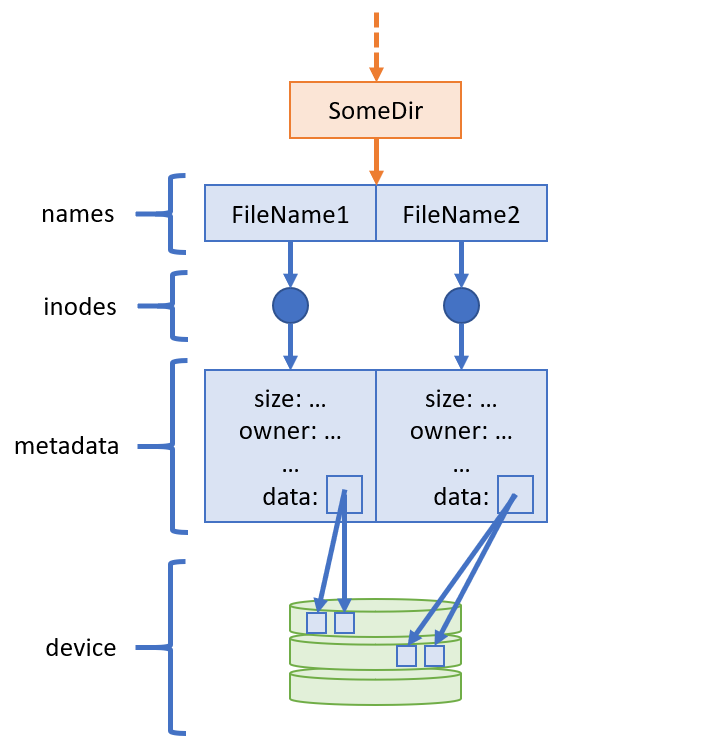 SomeDir
names
FileName1
FileName2
inodes
metadata
size: ...
owner: ...
...
data:
size: ...
owner: ...
...
data:
device